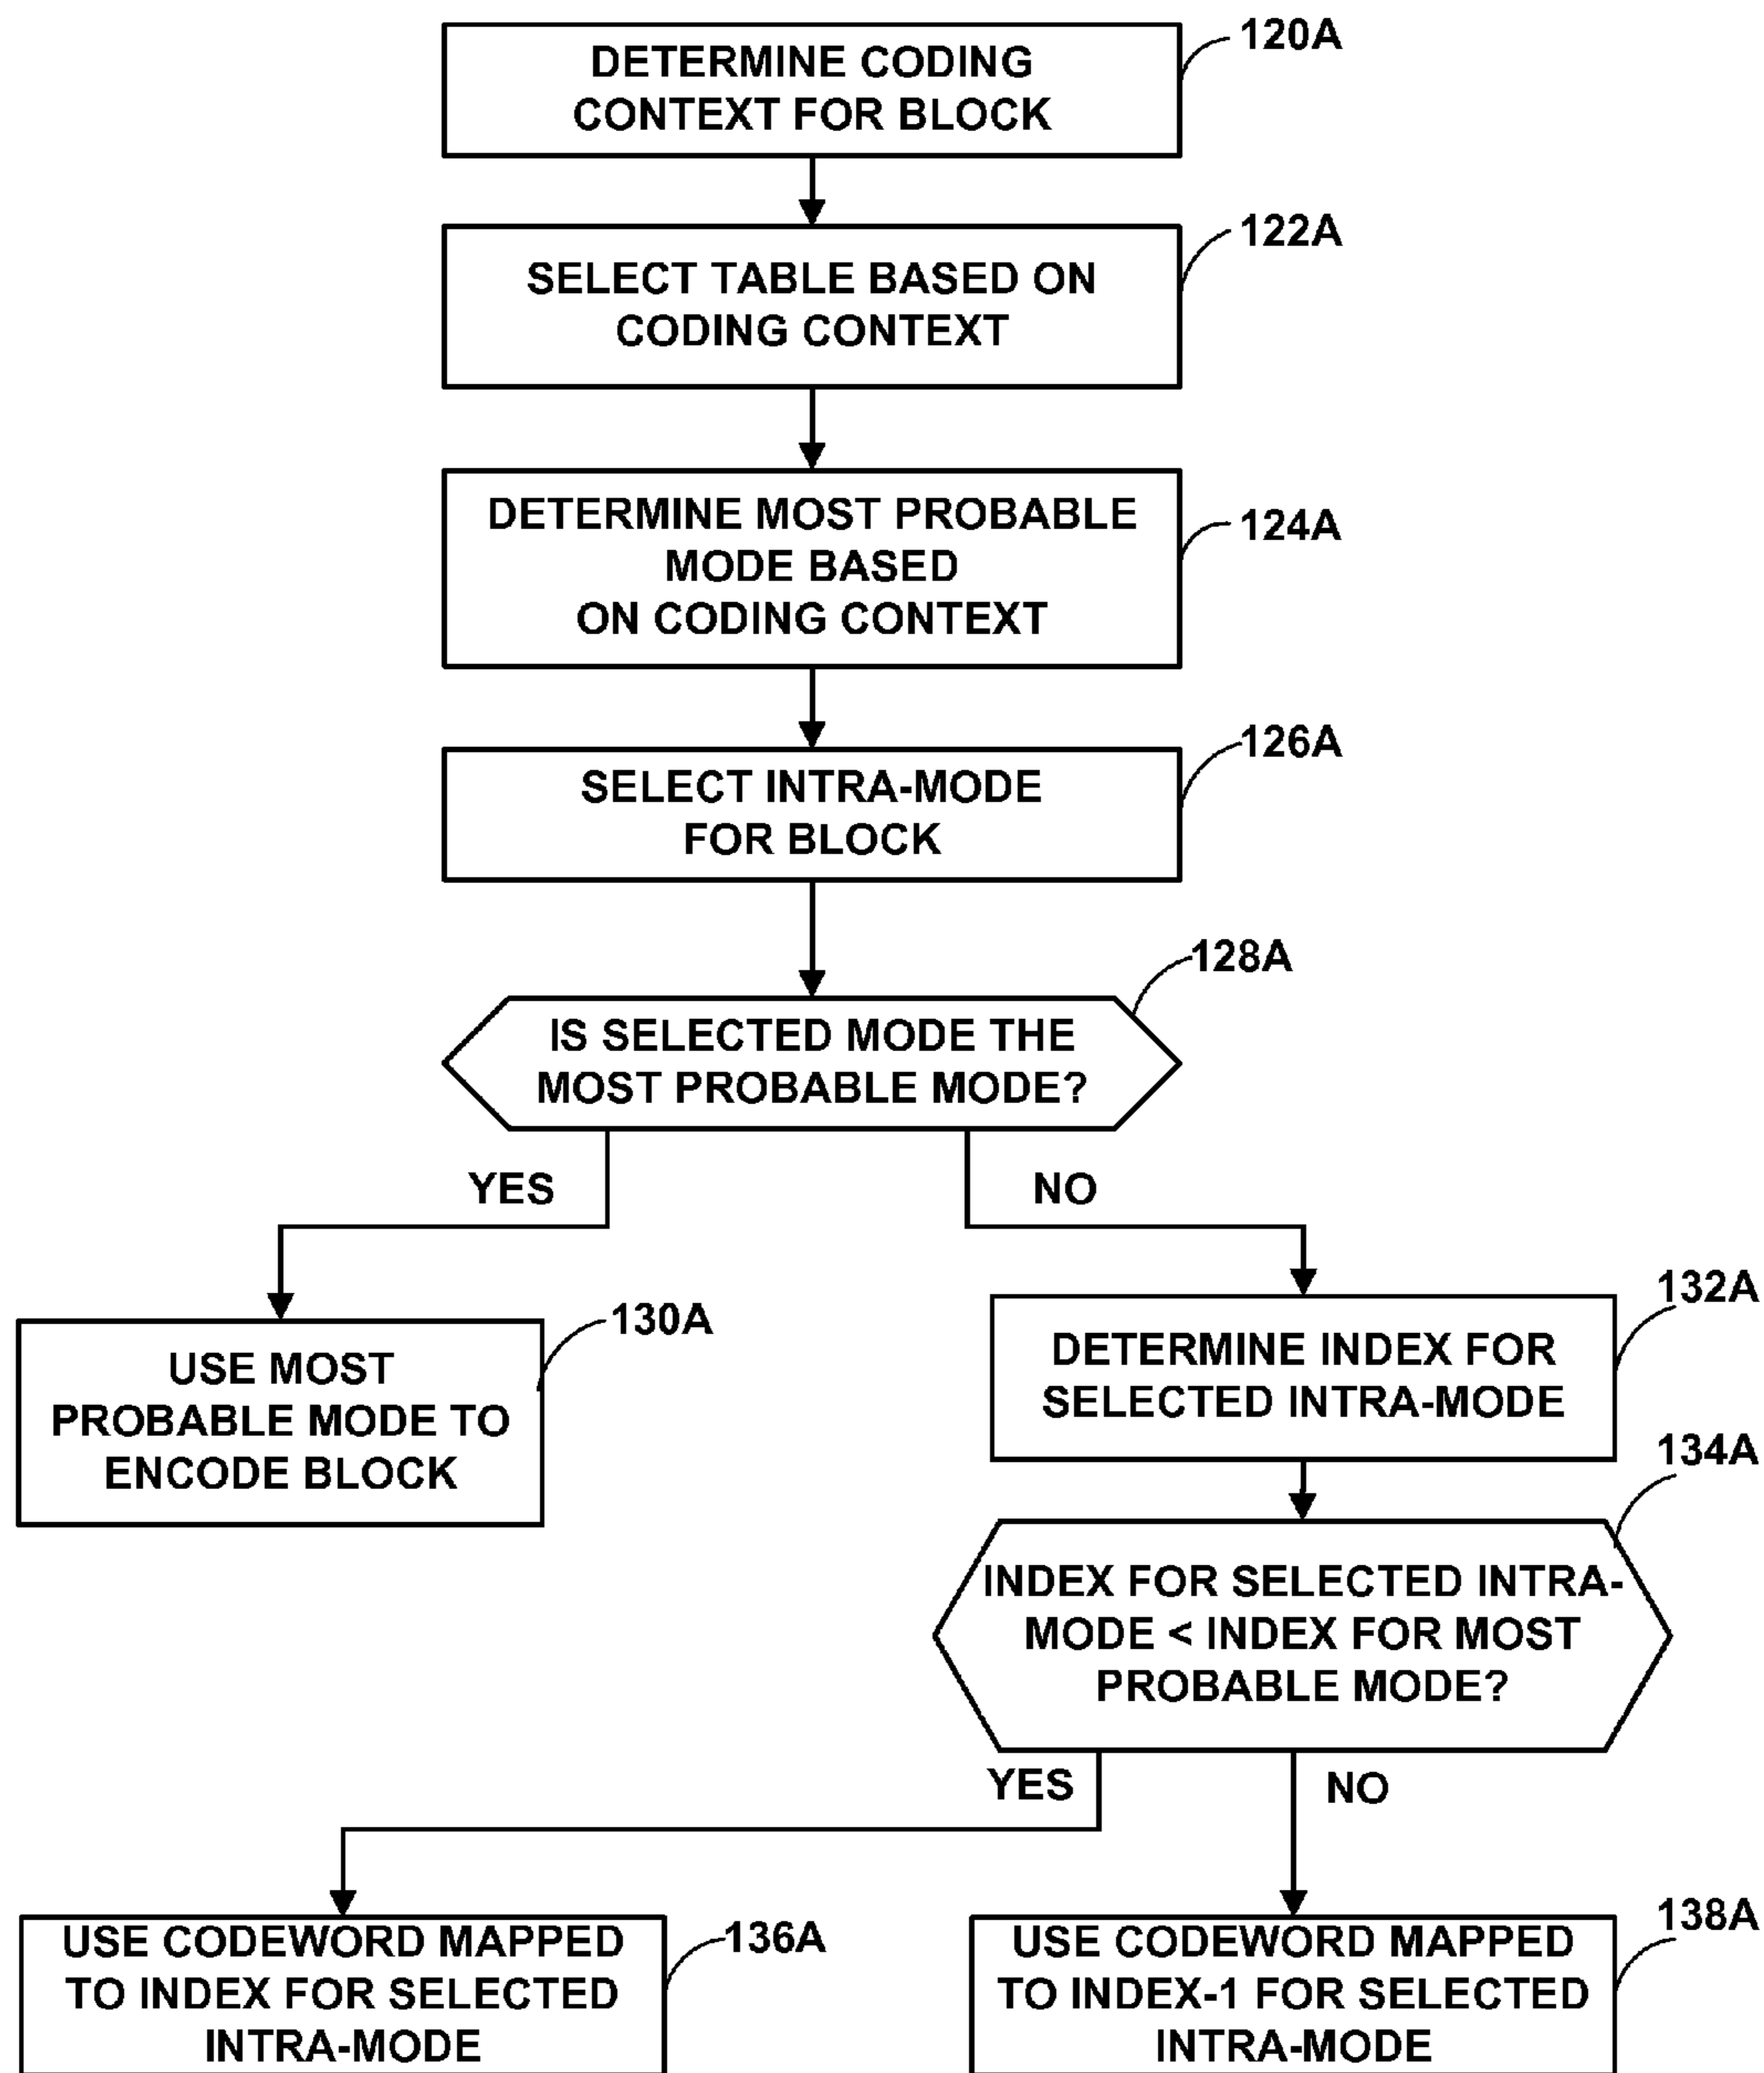 DETERMINE CODING
CONTEXT FOR BLOCK
120A
SELECT TABLE BASED ON
CODING CONTEXT
122A
DETERMINE MOST PROBABLE
MODE BASED
ON CODING CONTEXT
124A
SELECT INTRA-MODE
FOR BLOCK
126A
IS SELECTED MODE THE
MOST PROBABLE MODE?
128A
YES
NO
USE MOST
PROBABLE MODE TO
ENCODE BLOCK
130A
DETERMINE INDEX FOR
SELECTED INTRA-MODE
132A
INDEX FOR SELECTED INTRA-
MODE < INDEX FOR MOST
PROBABLE MODE?
134A
YES
NO
USE CODEWORD MAPPED
TO INDEX FOR SELECTED
INTRA-MODE
136A
USE CODEWORD MAPPED
TO INDEX-1 FOR SELECTED
INTRA-MODE
138A